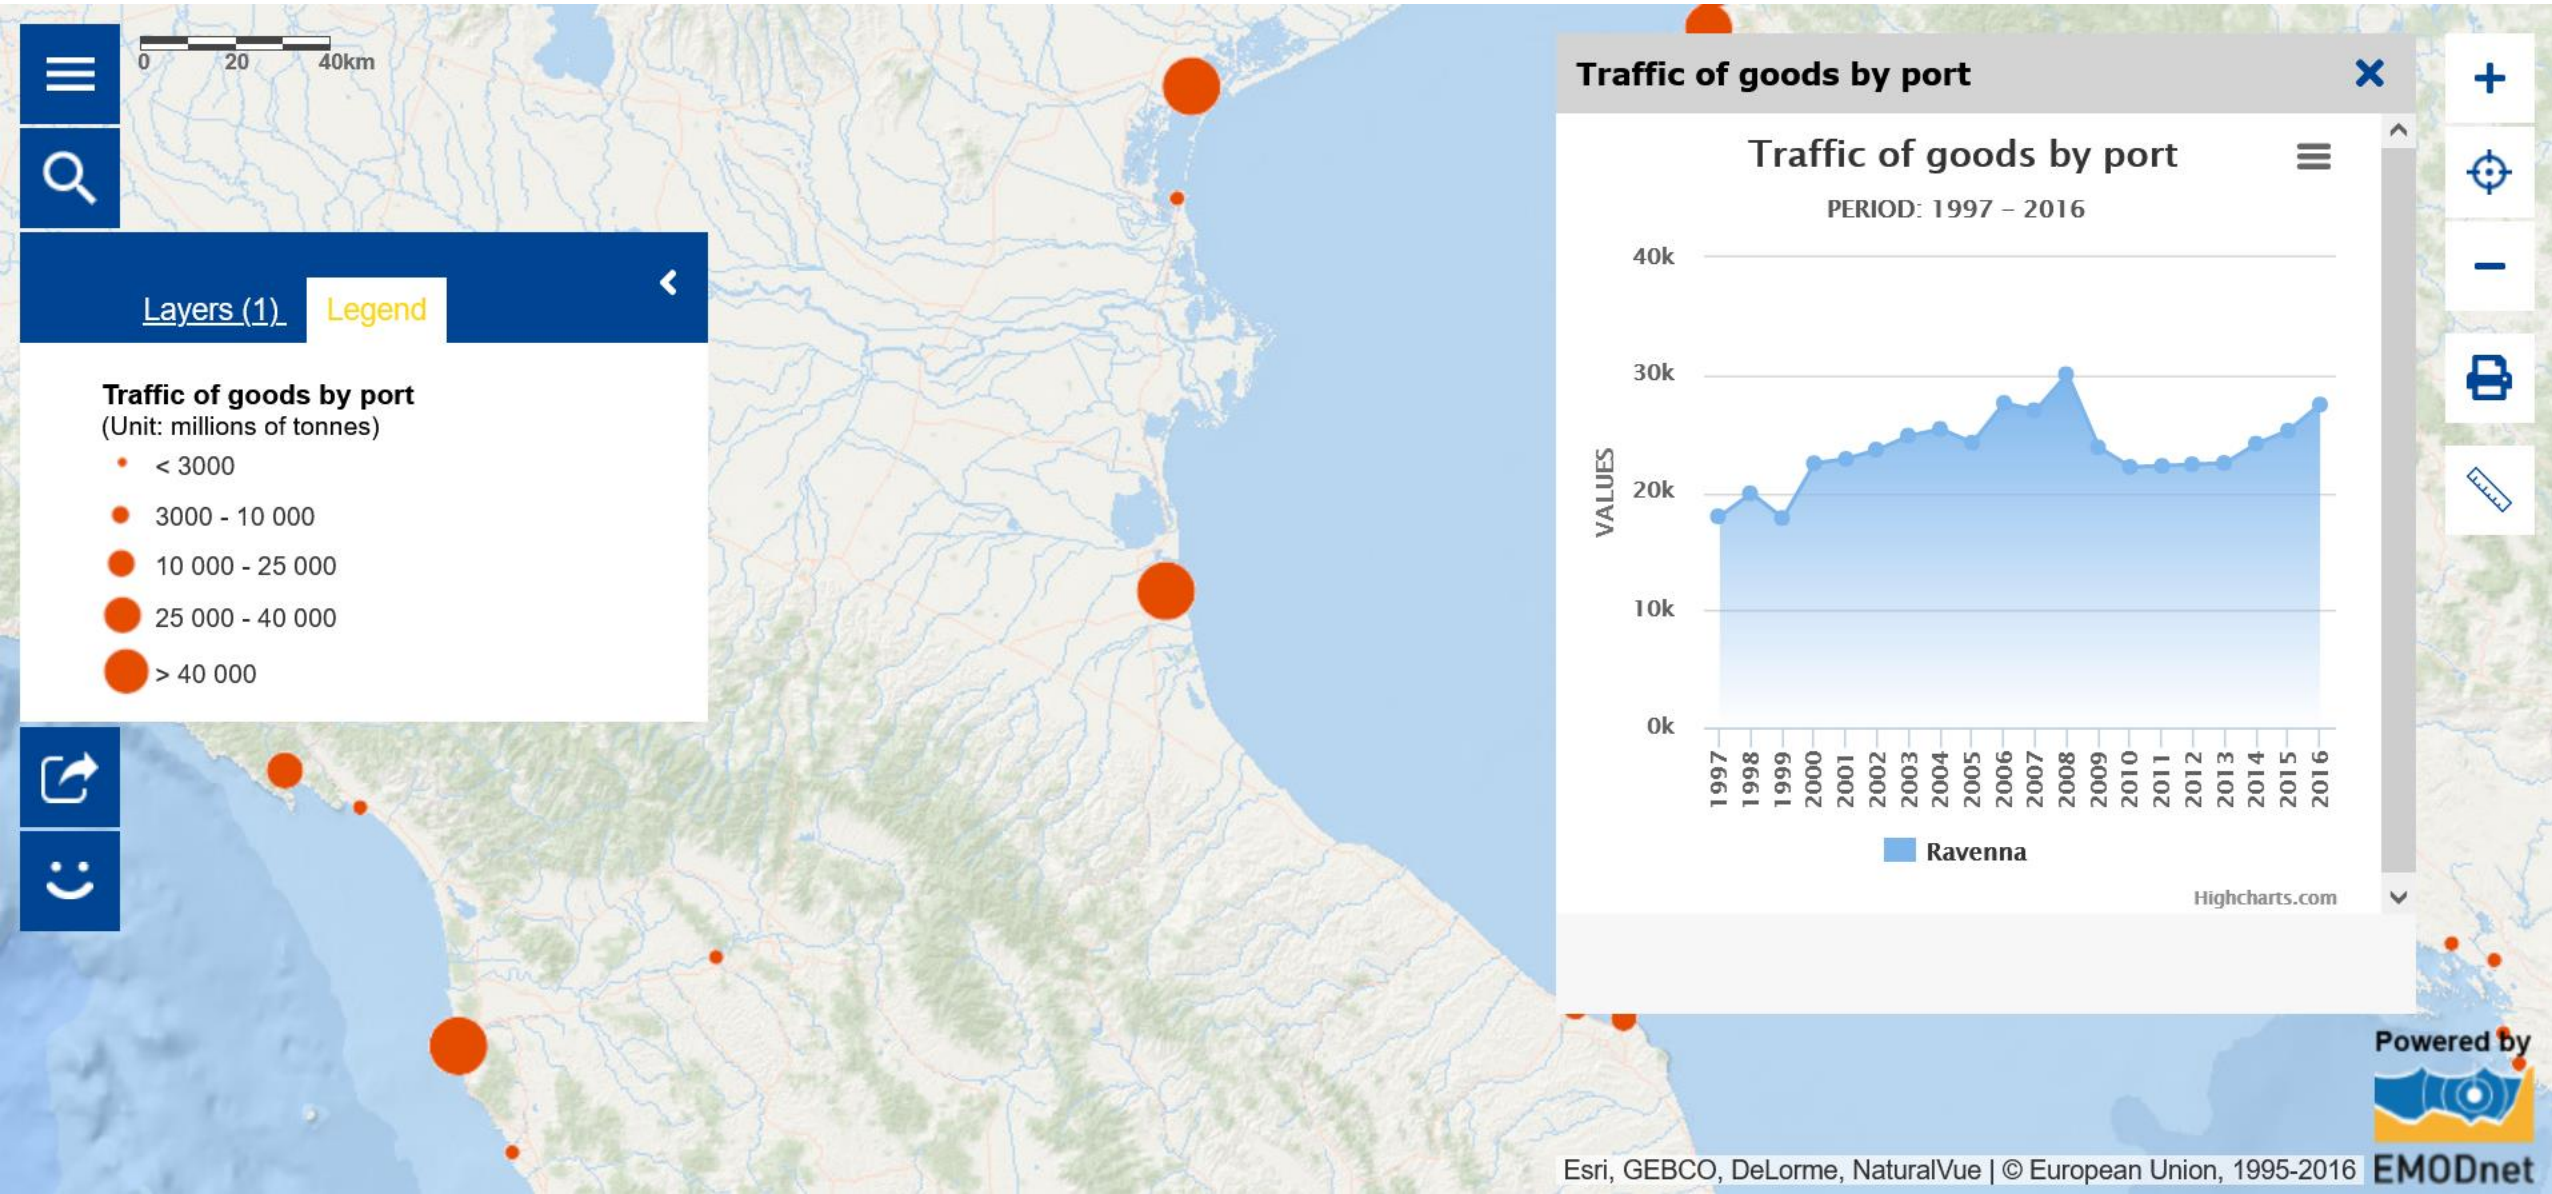 0 20 40km
Layers (1)
Legend
Traffic of goods by port
(Unit: millions of tonnes)
< 3000
3000 - 10 000
10 000 - 25 000
25 000 - 40 000
> 40 000
Traffic of goods by port
Traffic of goods by port
PERIOD: 1997 – 2016
VALUES
40k
30k
20k
10k
0k
1997
1998
1999
2000
2001
2002
2003
2004
2005
2006
2007
2008
2009
2010
2011
2012
2013
2014
2015
2016
Ravenna
Highcharts.com
Powered by
EMODnet
Esri, GEBCO, DeLorme, NaturalVue | © European Union, 1995-2016